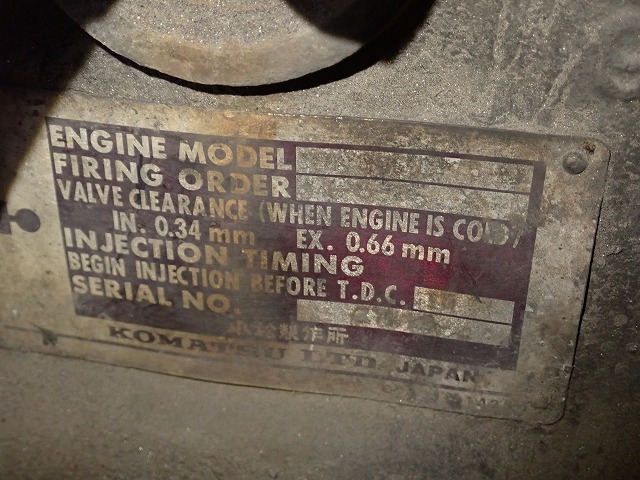 ENGINE MODEL
FIRING ORDER
VALVE CLEARANCE (WHEN ENGINE IS COLD)
IN. 0.34 mm EX. 0.66 mm
INJECTION TIMING
BEGIN INJECTION BEFORE T.D.C.
SERIAL NO.
小松製作所
KOMATSU LTD. JAPAN